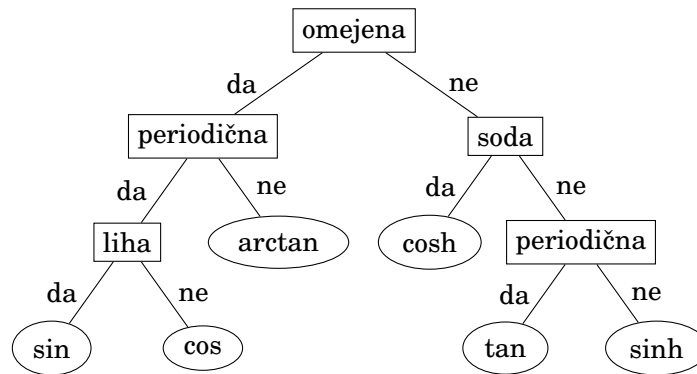 omejena
da
ne
periodična
soda
da
ne
da
ne
liha
arctan
cosh
periodična
da
ne
da
ne
sin
cos
tan
sinh